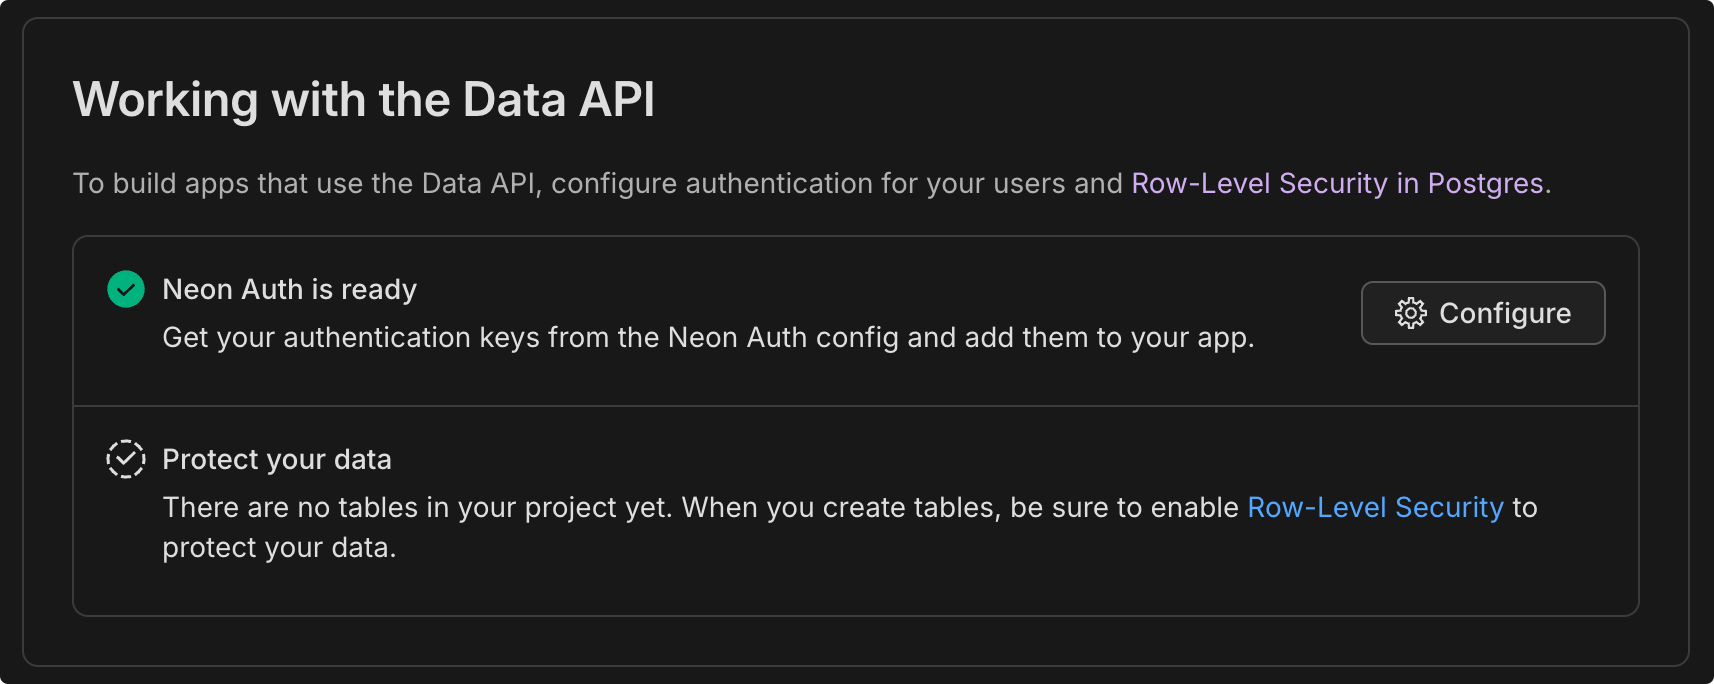 Working with the Data API
To build apps that use the Data API, configure authentication for your users and Row-Level Security in Postgres.
Neon Auth is ready
Get your authentication keys from the Neon Auth config and add them to your app.
Configure
Protect your data
There are no tables in your project yet. When you create tables, be sure to enable Row-Level Security to
protect your data.